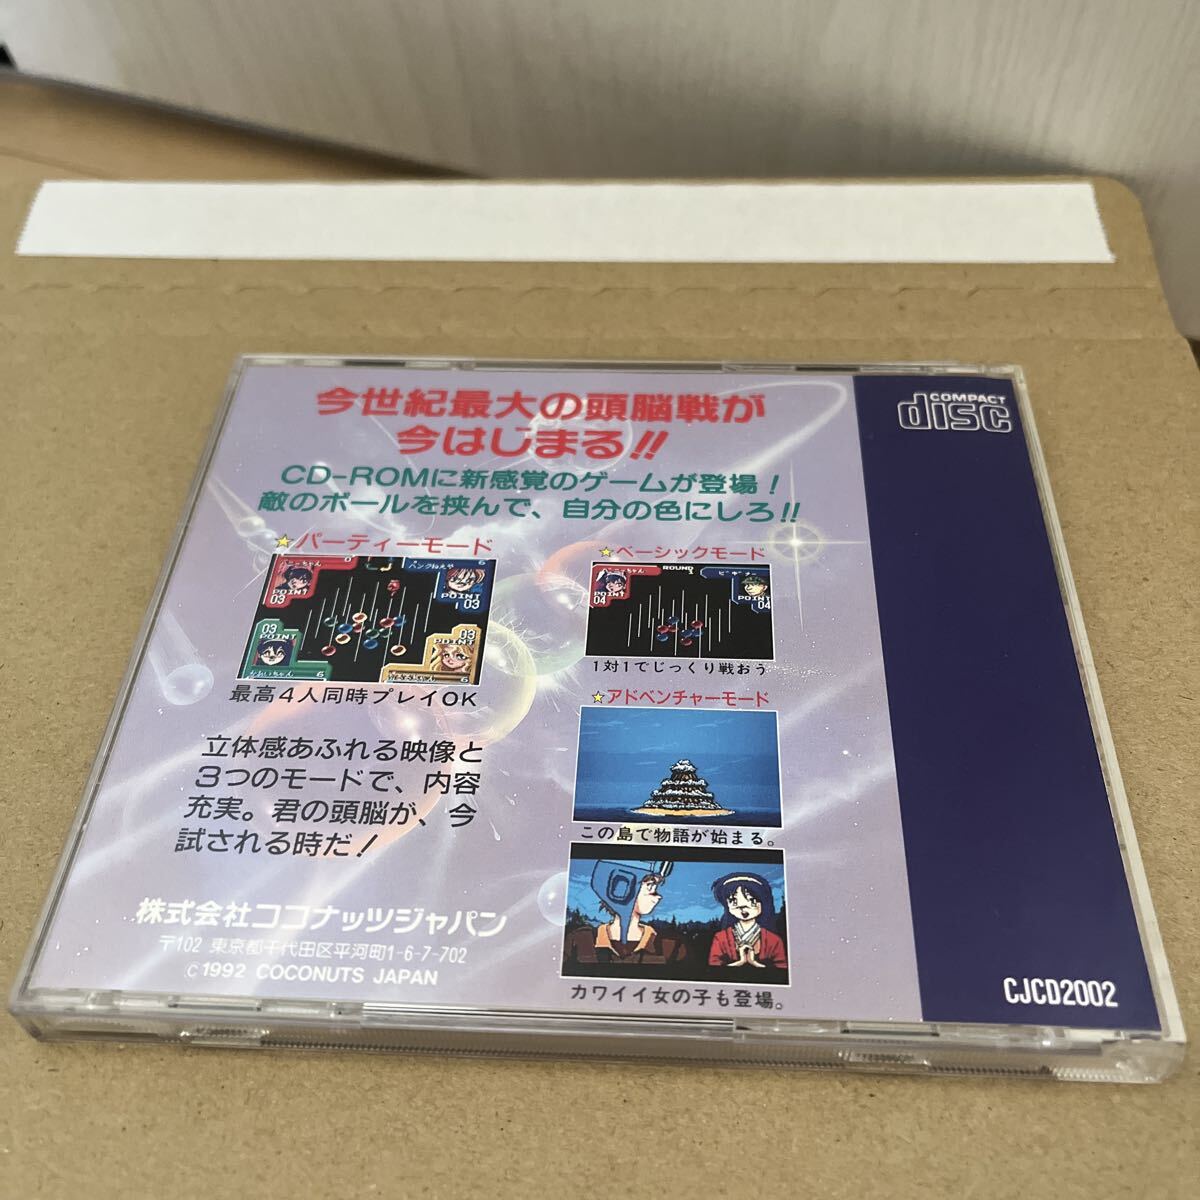 今世紀最大の頭脳戦が
今はじまる!!
CD-ROMに新感覚のゲームが登場!
敵のボールを挟んで、自分の色にしろ!!
★パーティーモード
POINT
03
POINT
03
03
POINT
03
POINT
6
6
最高4人同時プレイOK
立体感あふれる映像と
3つのモードで、内容
充実。君の頭脳が、今
試される時だ!
株式会社ココナッツジャパン
〒102 東京都千代田区平河町1-6-7-702
©1992 COCONUTS JAPAN
★ベーシックモード
ROUND
1
POINT
04
POINT
04
1対1でじっくり戦おう
★アドベンチャーモード
この島で物語が始まる。
カワイイ女の子も登場。
COMPACT
disc
CJCD2002